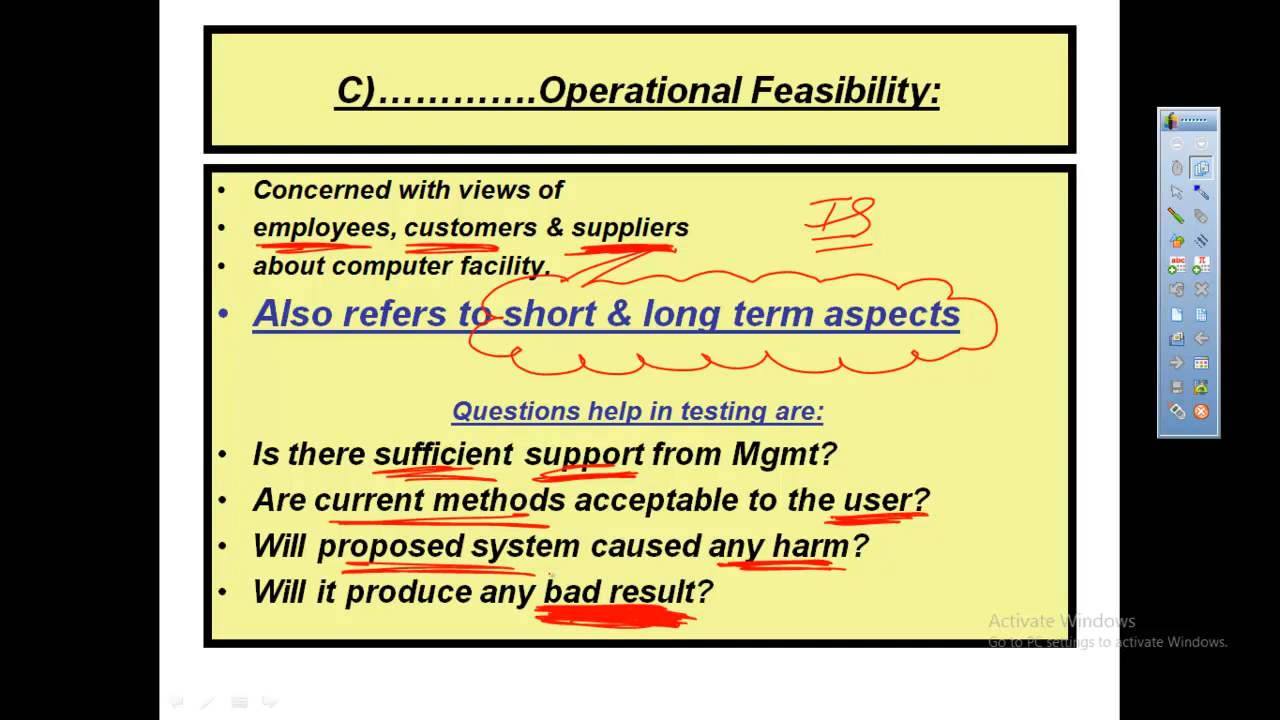 C)………….Operational Feasibility:
• Concerned with views of
• employees, customers & suppliers
IS
• about computer facility.
• Also refers to short & long term aspects
Questions help in testing are:
• Is there sufficient support from Mgmt?
• Are current methods acceptable to the user?
• Will proposed system caused any harm?
• Will it produce any bad result?
Activate Windows
Go to PC settings to activate Windows.
abc
π